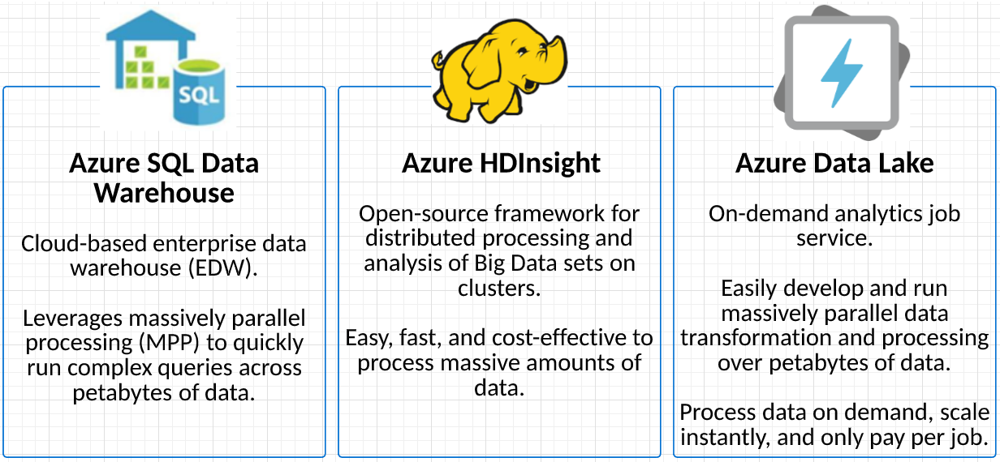 SQL
Azure SQL Data
Warehouse
Cloud-based enterprise data
warehouse (EDW).
Leverages massively parallel
processing (MPP) to quickly
run complex queries across
petabytes of data.
Azure HDInsight
Open-source framework for
distributed processing and
analysis of Big Data sets on
clusters.
Easy, fast, and cost-effective to
process massive amounts of
data.
Azure Data Lake
On-demand analytics job
service.
Easily develop and run
massively parallel data
transformation and processing
over petabytes of data.
Process data on demand, scale
instantly, and only pay per job.